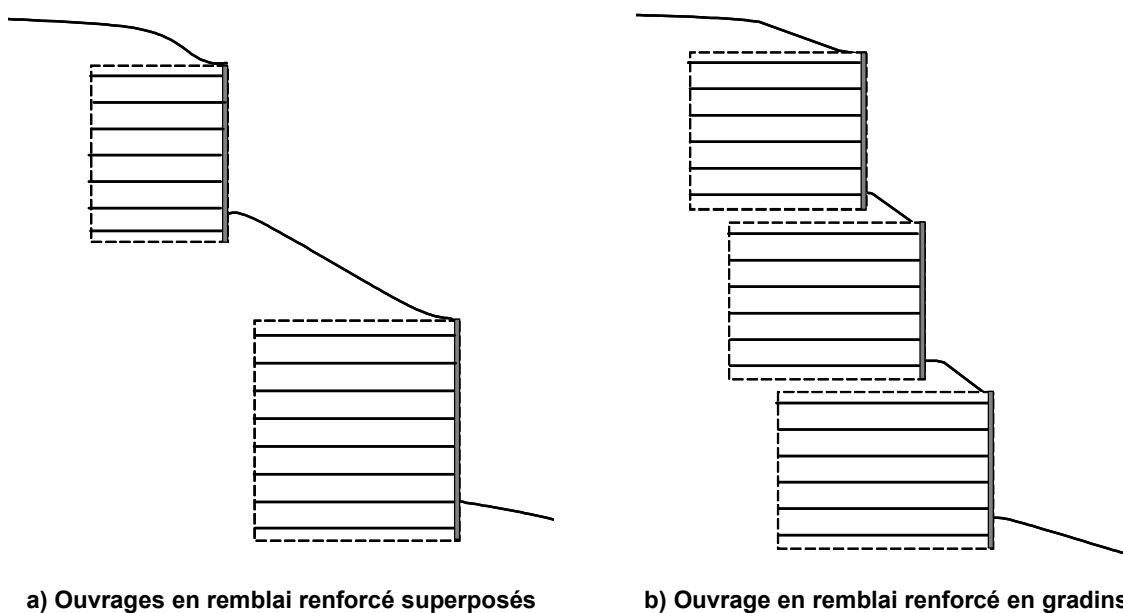 a) Ouvrages en remblai renforcé superposés
b) Ouvrage en remblai renforcé en gradins